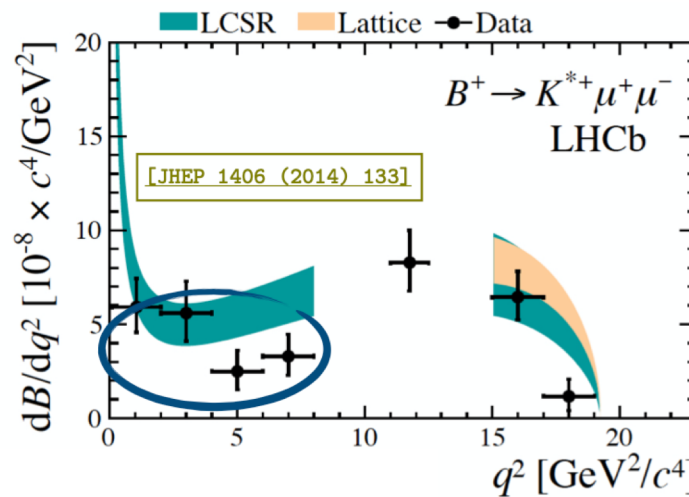 LCSR Lattice Data
B⁺ → K*⁺μ⁺μ⁻
LHCb
[JHEP 1406 (2014) 133]
dB/dq² [10⁻⁸ × c⁴/GeV²]
20
15
10
5
0
0 5 10 15 20
q² [GeV²/c⁴]